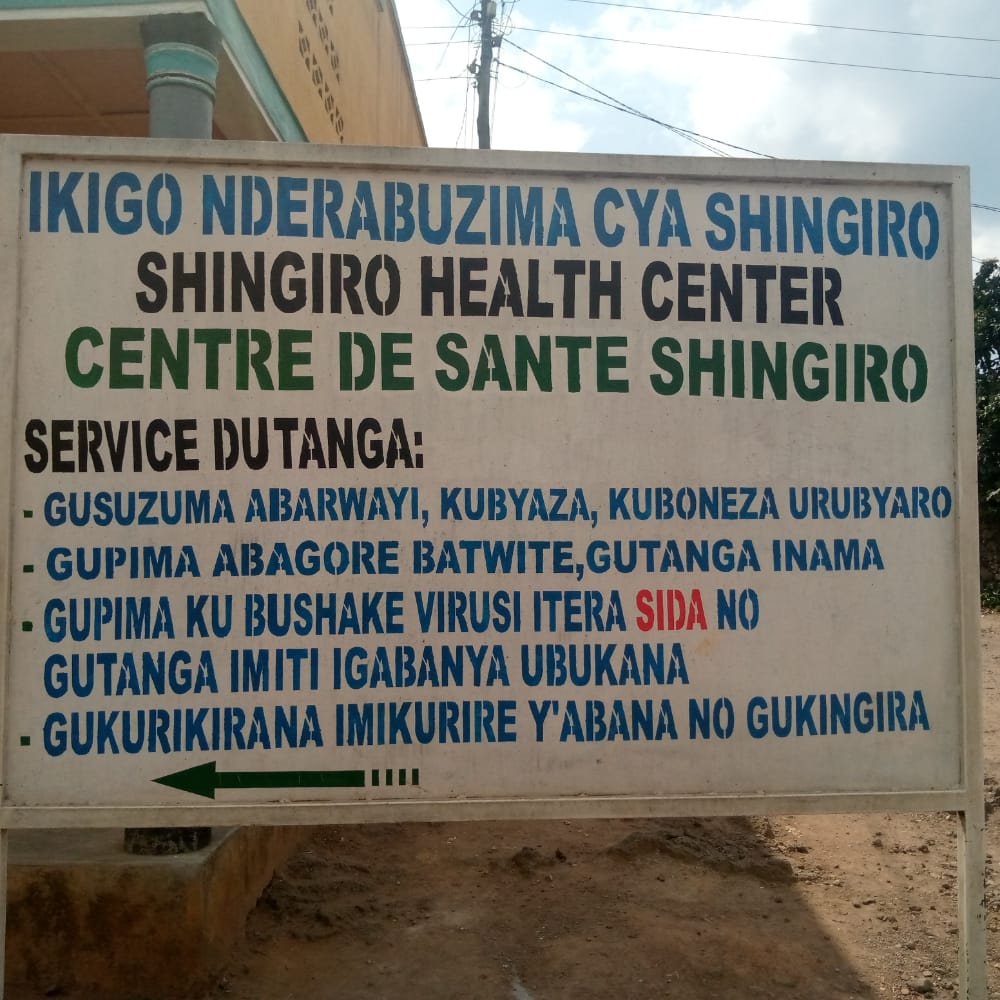 IKIGO NDERABUZIMA CYA SHINGIRO
SHINGIRO HEALTH CENTER
CENTRE DE SANTE SHINGIRO
SERVICE DUTANGA:
- GUSUZUMA ABARWAYI, KUBYAZA, KUBONEZA URUBYARO
- GUPIMA ABAGORE BATWITE,GUTANGA INAMA
- GUPIMA KU BUSHAKE VIRUSI ITERA SIDA NO
GUTANGA IMITI IGABANYA UBUKANA
- GUKURIKIRANA IMIKURIRE Y'ABANA NO GUKINGIRA